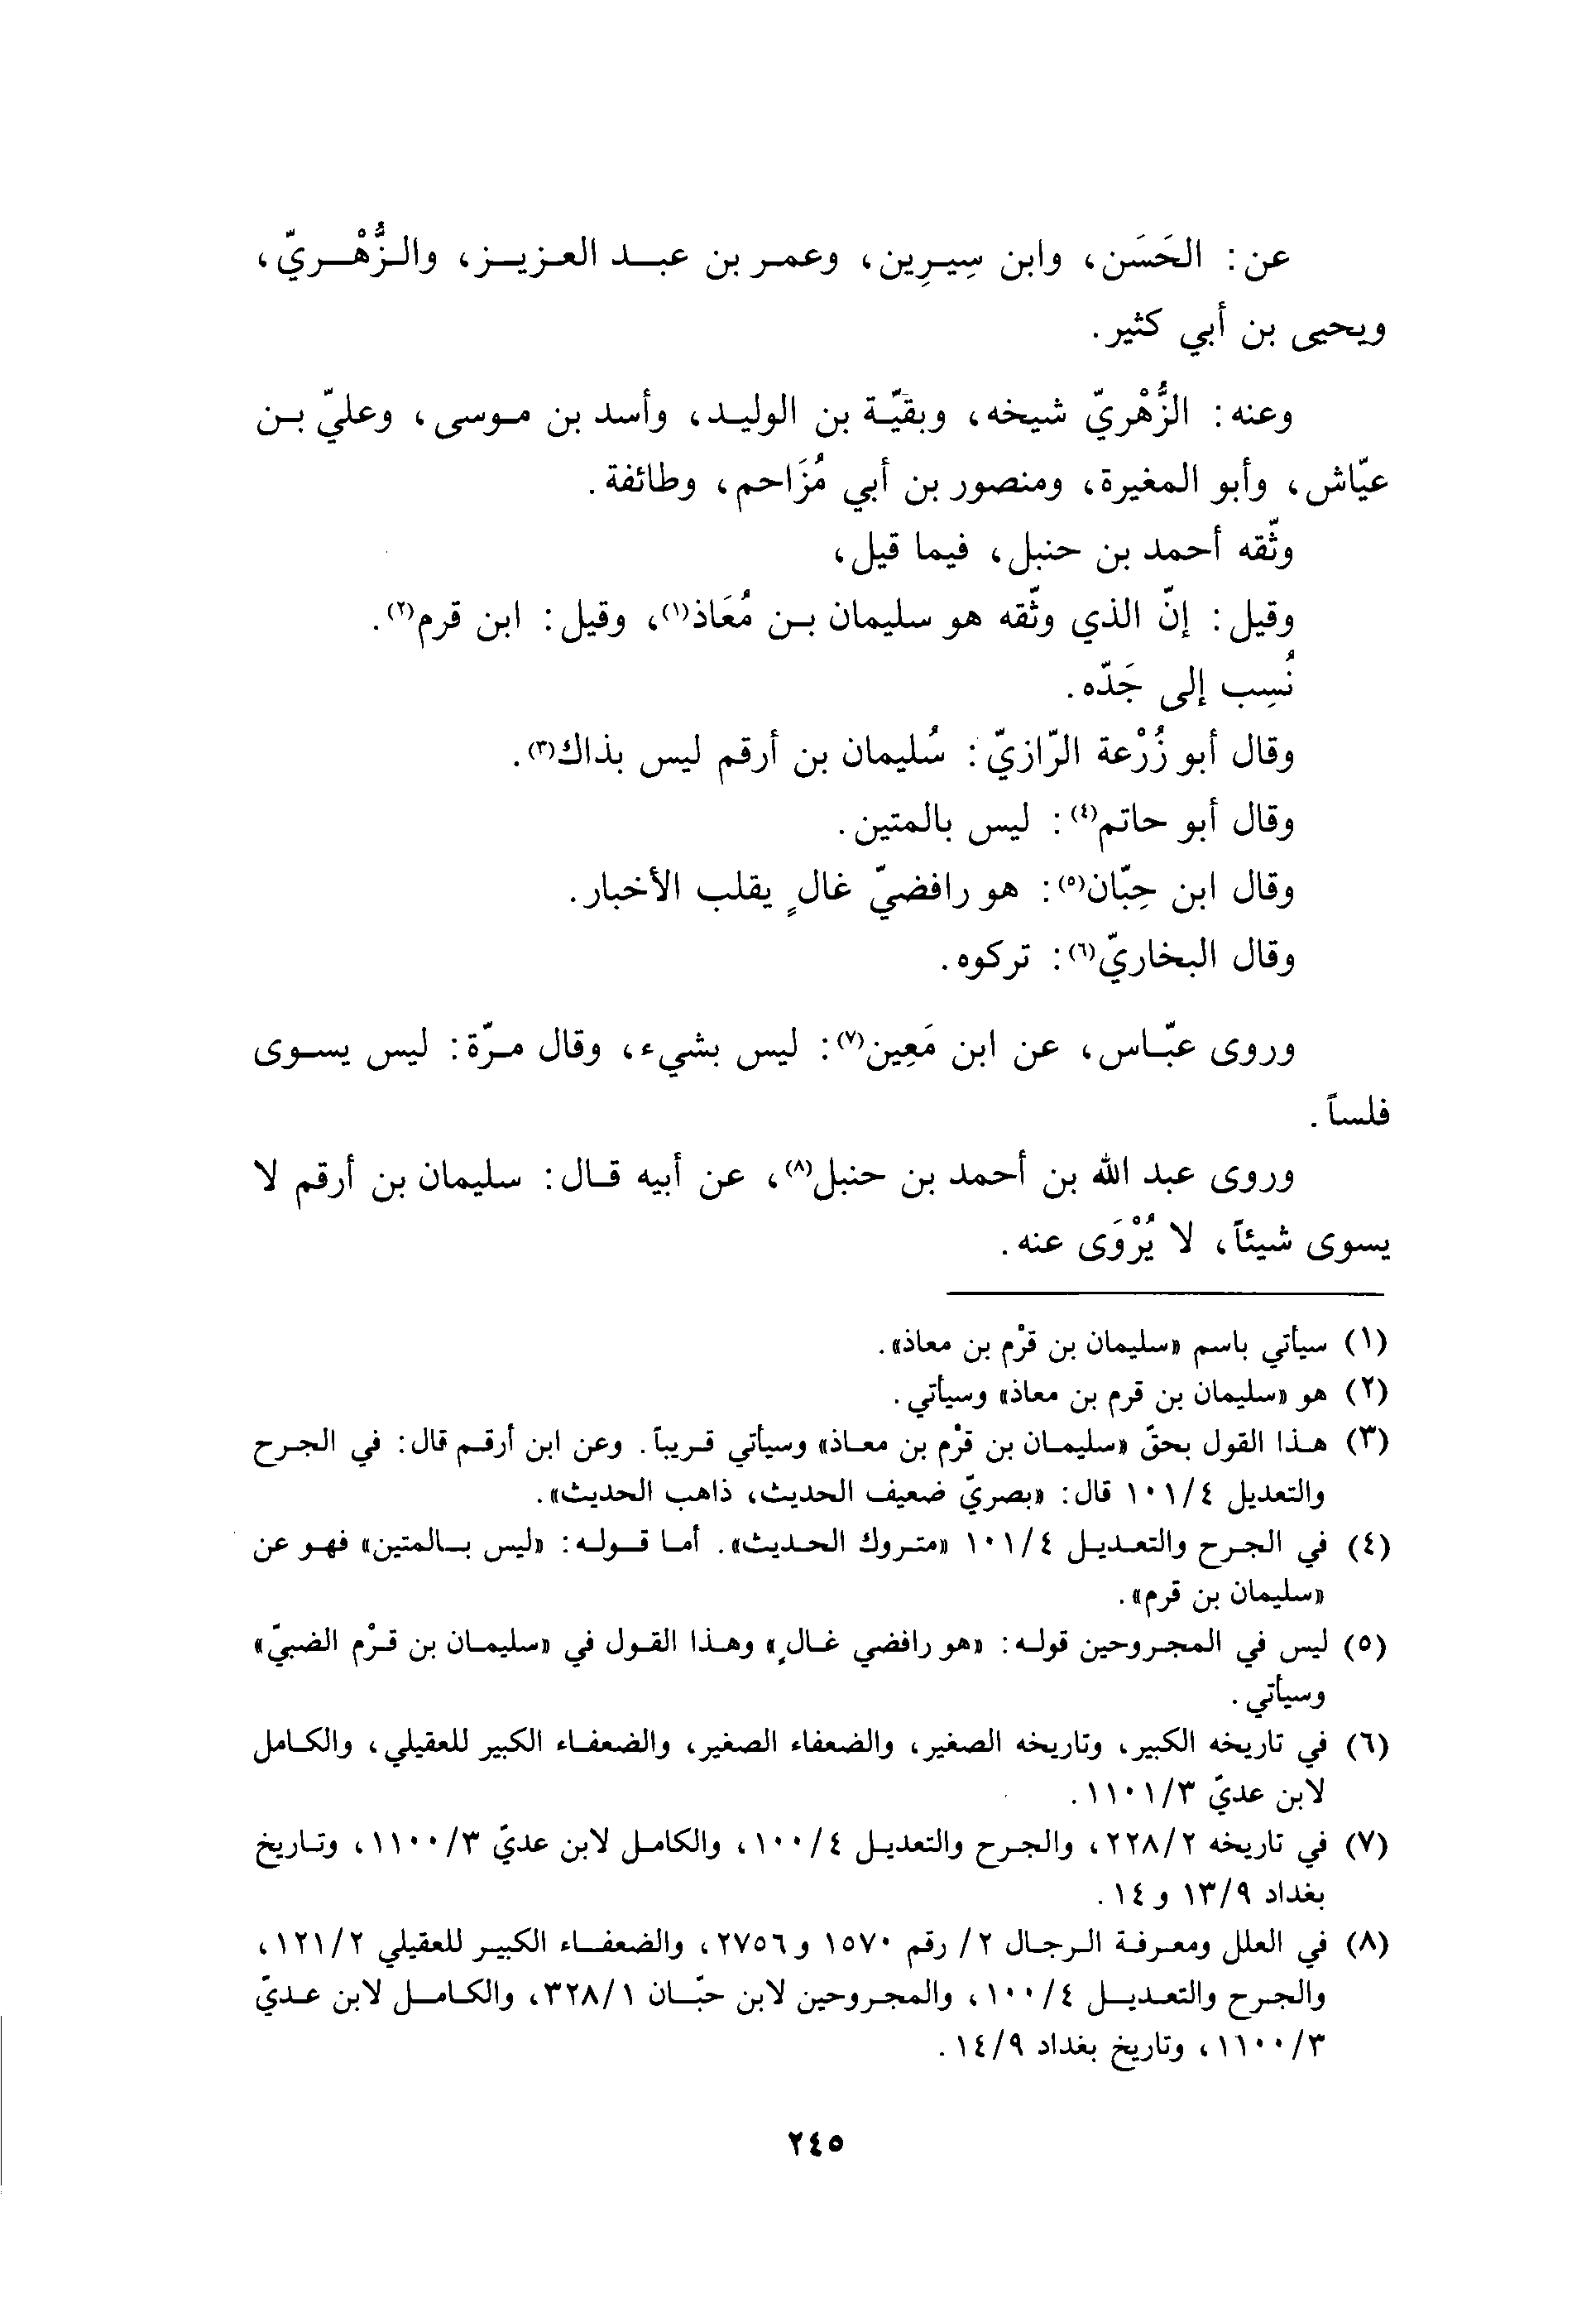 عن: الحَسَن، وابن سِيرِين، وعمر بن عبد العزيز، والزُّهْريّ،
ويحيى بن أبي كثير.
وعنه: الزُّهْريّ شيخه، وبقيّة بن الوليد، وأسد بن موسى، وعليّ بن
عيّاش، وأبو المغيرة، ومنصور بن أبي مُزَاحم، وطائفة.
وثّقه أحمد بن حنبل، فيما قيل،
وقيل: إنّ الذي وثّقه هو سليمان بن مُعَاذ(١)، وقيل: ابن قرم(٢).
نُسِب إلى جَدّه.
وقال أبو زُرْعة الرّازيّ: سُليمان بن أرقم ليس بذاك(٣).
وقال أبو حاتم(٤): ليس بالمتين.
وقال ابن حِبّان(٥): هو رافضيّ غالٍ يقلب الأخبار.
وقال البخاريّ(٦): تركوه.
وروى عبّاس، عن ابن مَعِين(٧): ليس بشيء، وقال مرّة: ليس يسوى
فلساً.
وروى عبد الله بن أحمد بن حنبل(٨)، عن أبيه قال: سليمان بن أرقم لا
يسوى شيئاً، لا يُرْوَى عنه.
(١) سيأتي باسم «سليمان بن قرْم بن معاذ».
(٢) هو «سليمان بن قرم بن معاذ» وسيأتي.
(٣) هذا القول بحقّ «سليمان بن قرْم بن معاذ» وسيأتي قريباً. وعن ابن أرقم قال: في الجرح
والتعديل ١٠١/٤ قال: «بصريّ ضعيف الحديث، ذاهب الحديث».
(٤) في الجرح والتعديل ١٠١/٤ «متروك الحديث». أما قوله: «ليس بالمتين» فهو عن
«سليمان بن قرم».
(٥) ليس في المجروحين قوله: «هو رافضي غالٍ» وهذا القول في «سليمان بن قرْم الضبيّ»
وسيأتي.
(٦) في تاريخه الكبير، وتاريخه الصغير، والضعفاء الصغير، والضعفاء الكبير للعقيلي، والكامل
لابن عديّ ١١٠١/٣.
(٧) في تاريخه ٢٢٨/٢، والجرح والتعديل ١٠٠/٤، والكامل لابن عديّ ١١٠٠/٣، وتاريخ
بغداد ١٣/٩ و ١٤.
(٨) في العلل ومعرفة الرجال ٢/ رقم ١٥٧٠ و ٢٧٥٦، والضعفاء الكبير للعقيلي ١٢١/٢،
والجرح والتعديل ١٠٠/٤، والمجروحين لابن حبّان ٣٢٨/١، والكامل لابن عديّ
١١٠٠/٣، وتاريخ بغداد ١٤/٩.
٢٤٥